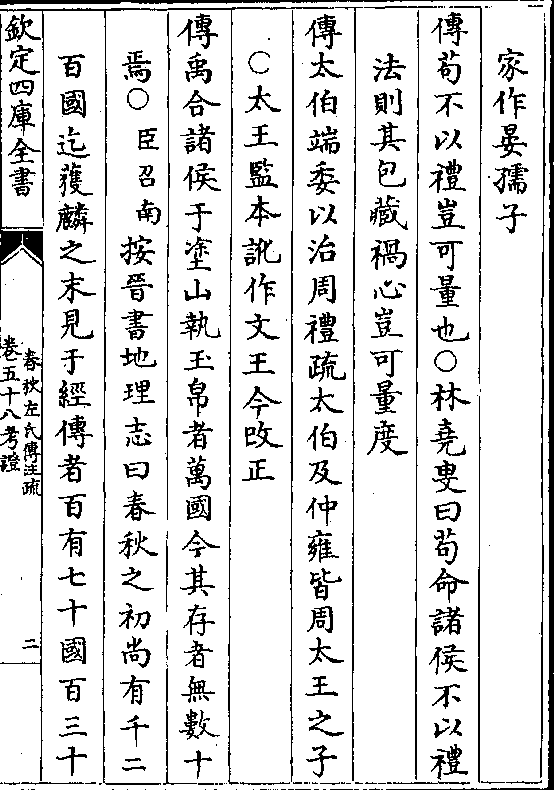 家作晏孺子
傳苟不以禮豈可量也○林堯叟曰苟命諸侯不以禮
法則其包藏禍心豈可量度
傳太伯端委以治周禮疏太伯及仲雍皆周太王之子
○太王監本訛作文王今改正
傳禹合諸侯于塗山執玉帛者萬國今其存者無數十
焉○臣召南按晉書地理志曰春秋之初尚有千二
百國迄獲麟之末見于經傳者百有七十國百三十
欽定四庫全書
春秋左氏傳注疏
卷五十八考證
二